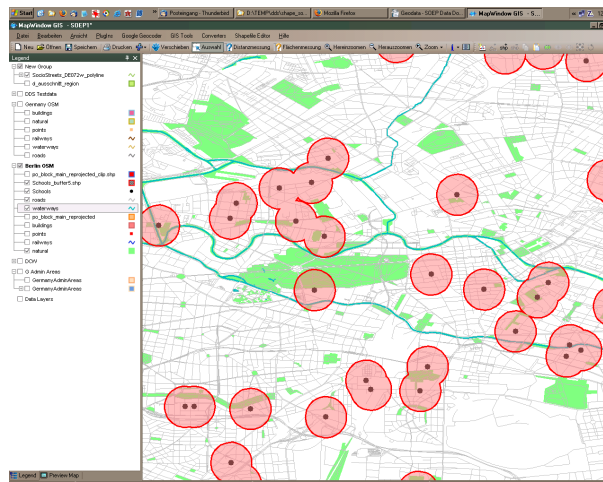 Start
Posteingang - Thunderbird
D:\TEMP\dds\shape_ss...
Mozilla Firefox
Geodata - SOEP Data Do...
MapWindow GIS - S...
MapWindow GIS - SOEP1*
Datei Bearbeiten Ansicht Plugins Google Geocode GIS Tools Converters Shapefile Editor Hilfe
Neu Öffnen Speichern Drucken Verschieben Auswahl Distanzmessung Flächenmessung Hereinzoomen Herauszoomen Zoom
Legend
New Group
SocioStreets_DE072w_polyline
d_ausschnitt_region
DDS Testdata
Germany OSM
buildings
natural
points
railways
waterways
roads
Berlin OSM
po_block_main_reprojected_clip.shp
Schools_buffer5.shp
Schools
roads
waterways
po_block_main_reprojected
buildings
points
railways
natural
DCW
G Admin Areas
GermanyAdminAreas
GermanyAdminAreas
Data Layers
Legend Preview Map